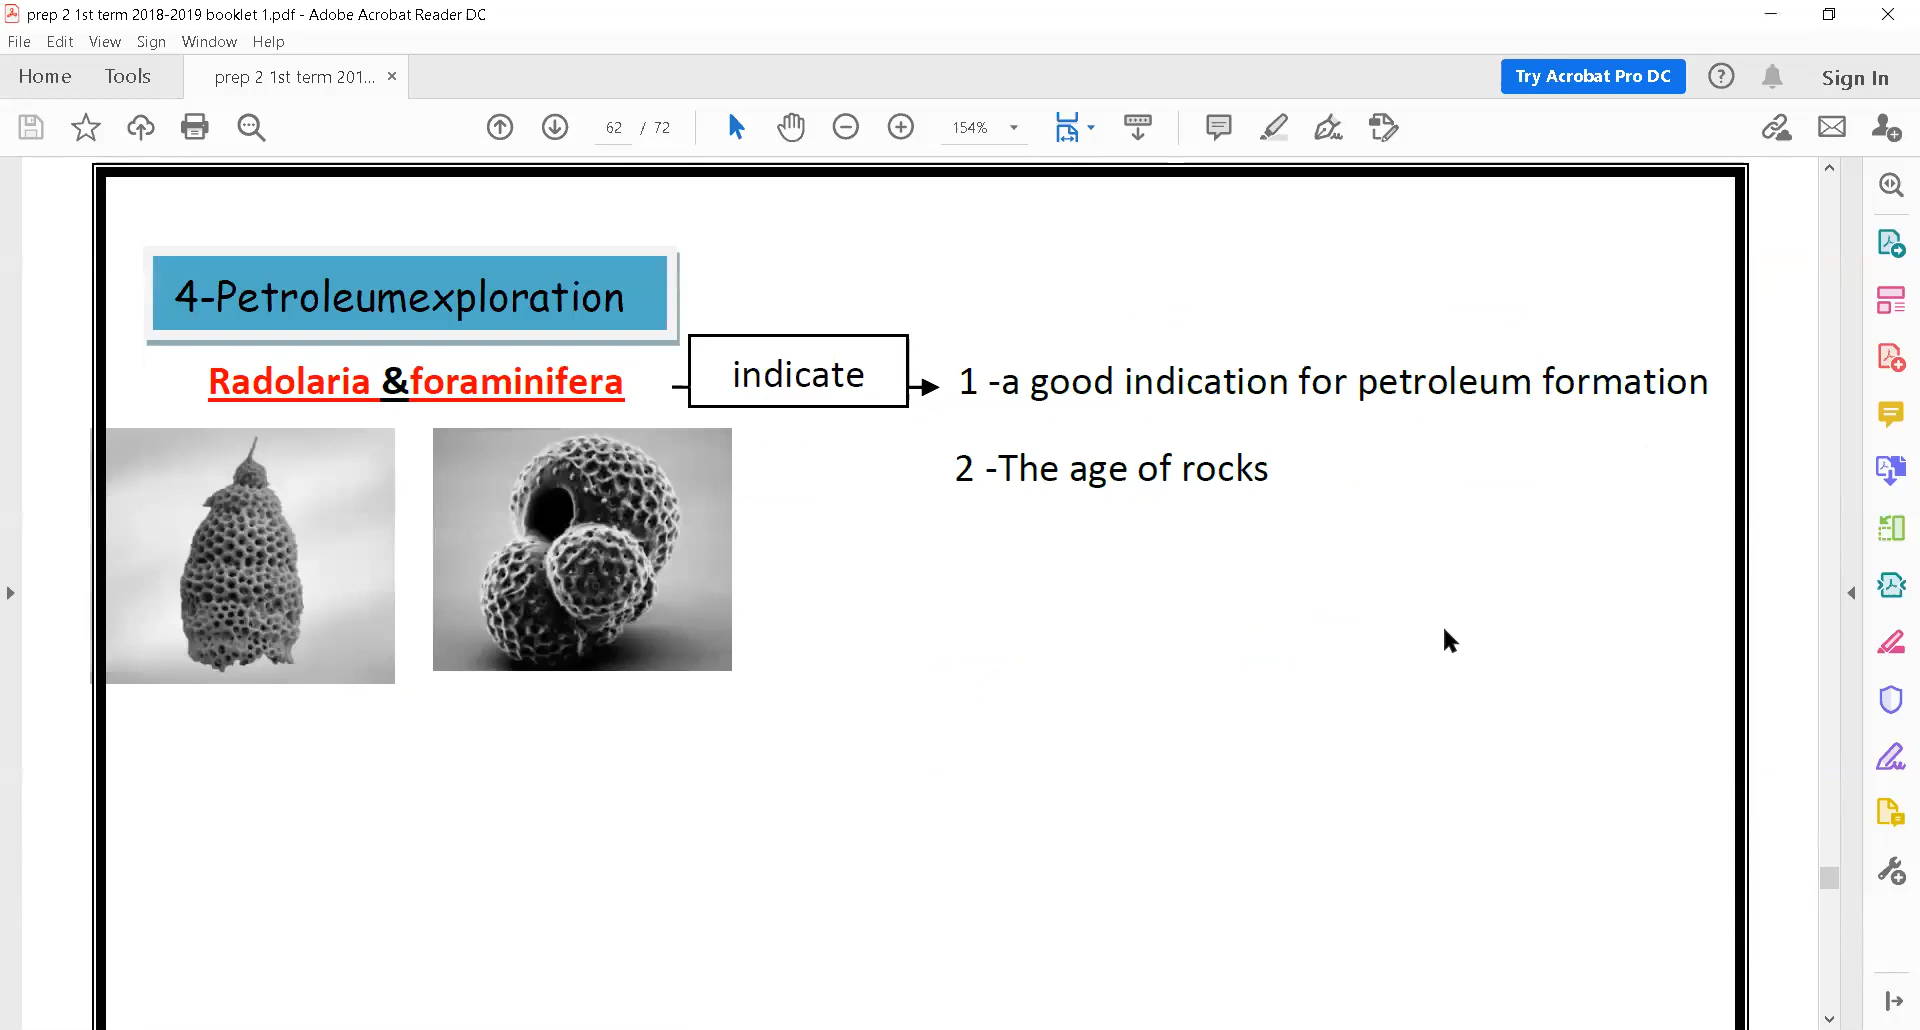 prep 2 1st term 2018-2019 booklet 1.pdf - Adobe Acrobat Reader DC
File Edit View Sign Window Help
Home Tools prep 2 1st term 201... × Try Acrobat Pro DC Sign In
62 / 72 154%
4-Petroleumexploration
Radolaria &foraminifera indicate 1 -a good indication for petroleum formation
2 -The age of rocks